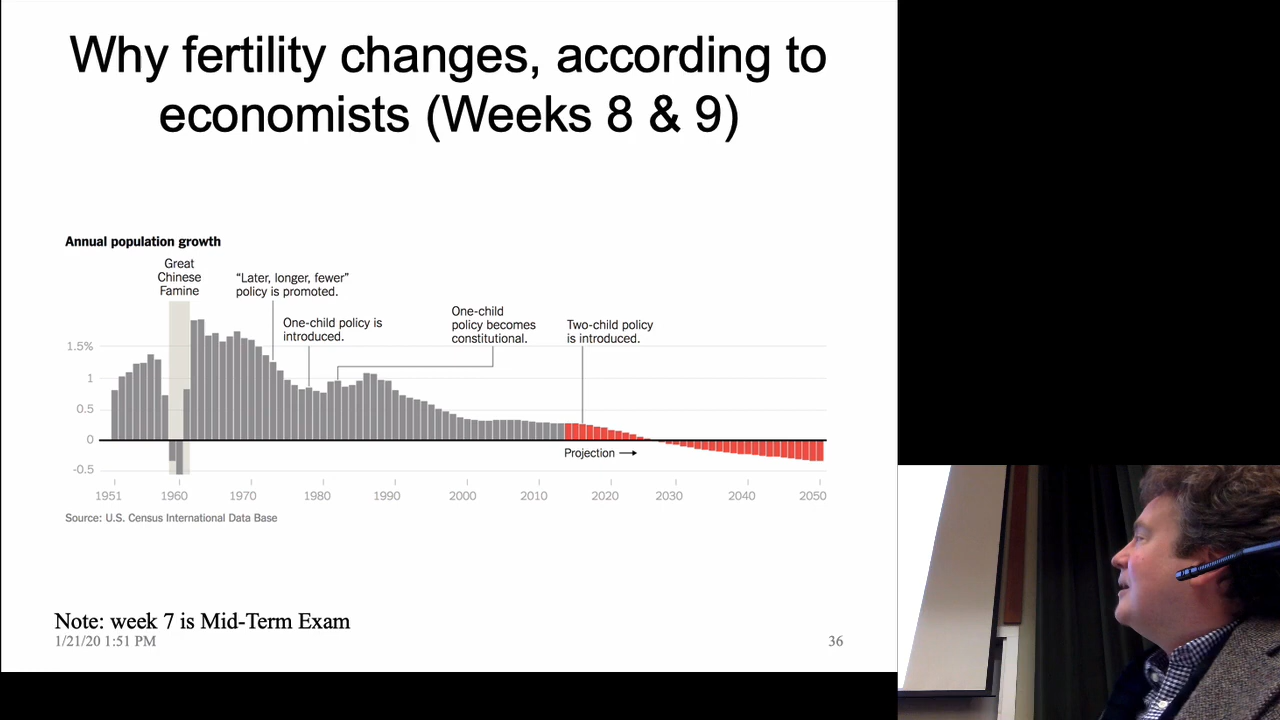 Why fertility changes, according to
economists (Weeks 8 & 9)
Annual population growth
Great
Chinese
Famine
“Later, longer, fewer”
policy is promoted.
One-child policy is
introduced.
One-child
policy becomes
constitutional.
Two-child policy
is introduced.
1.5%
1
0.5
0
-0.5
Projection →
1951 1960 1970 1980 1990 2000 2010 2020 2030 2040 2050
Source: U.S. Census International Data Base
Note: week 7 is Mid-Term Exam
1/21/20 1:51 PM
36